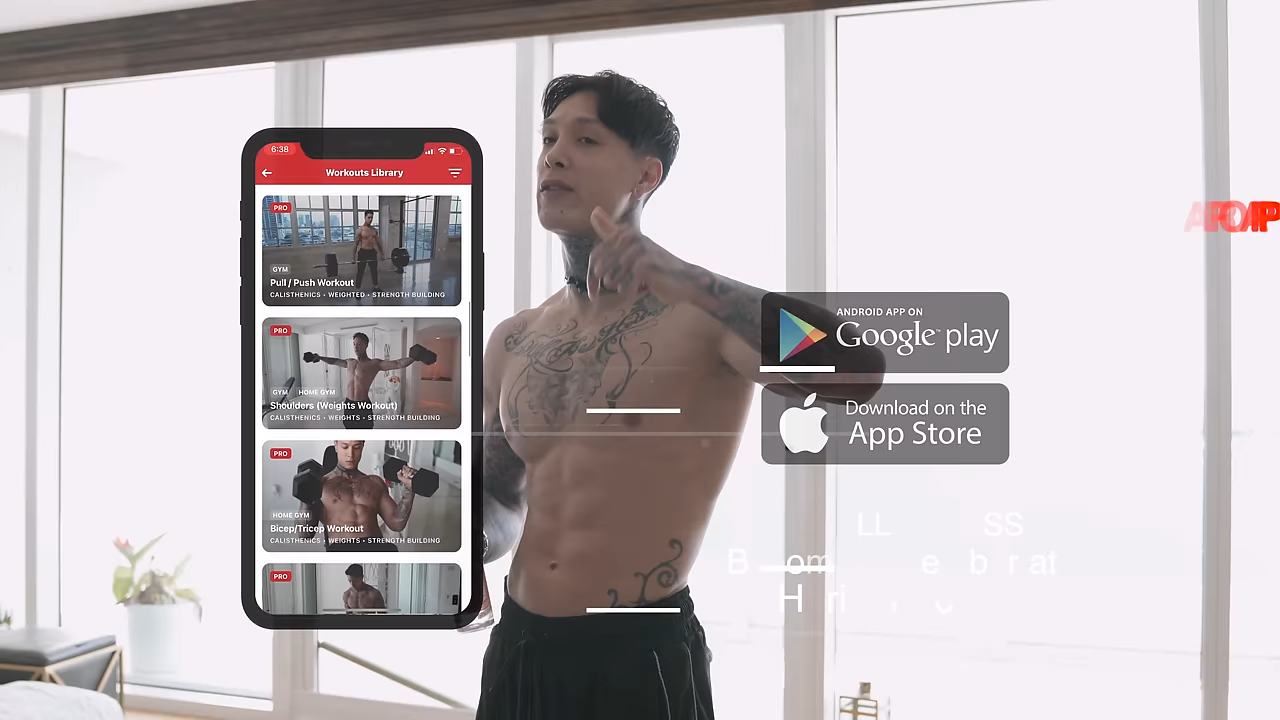 6:38
Workouts Library
PRO
GYM
Pull / Push Workout
CALISTHENICS • WEIGHTED • STRENGTH BUILDING
PRO
GYM HOME GYM
Shoulders (Weights Workout)
CALISTHENICS • WEIGHTS • STRENGTH BUILDING
PRO
HOME GYM
Bicep/Tricep Workout
CALISTHENICS • WEIGHTS • STRENGTH BUILDING
PRO
ANDROID APP ON
Google play
Download on the
App Store